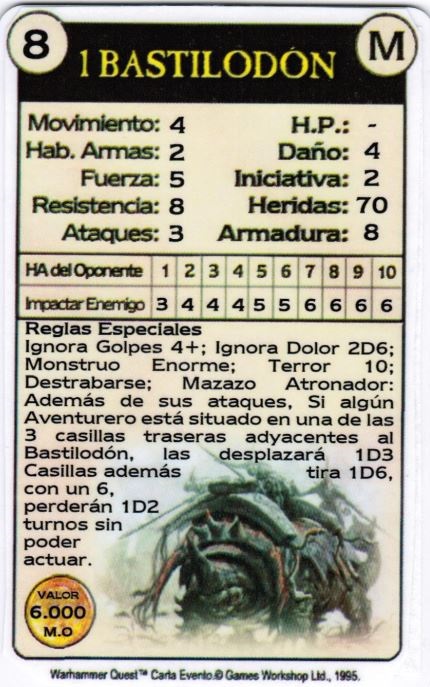 8
1 BASTILODÓN
M
Movimiento: 4 H.P.: -
Hab. Armas: 2 Daño: 4
Fuerza: 5 Iniciativa: 2
Resistencia: 8 Heridas: 70
Ataques: 3 Armadura: 8
HA del Oponente 1 2 3 4 5 6 7 8 9 10
Impactar Enemigo 3 4 4 4 5 5 6 6 6 6
Reglas Especiales
Ignora Golpes 4+; Ignora Dolor 2D6;
Monstruo Enorme; Terror 10;
Destrabarse; Mazazo Atronador:
Además de sus ataques, Si algún
Aventurero está situado en una de las
3 casillas traseras adyacentes al
Bastilodón, las desplazará 1D3
Casillas además tira 1D6,
con un 6,
perderán 1D2
turnos sin
poder
actuar.
VALOR
6.000
M.O
Warhammer Quest™ Carta Evento.© Games Workshop Ltd., 1995.